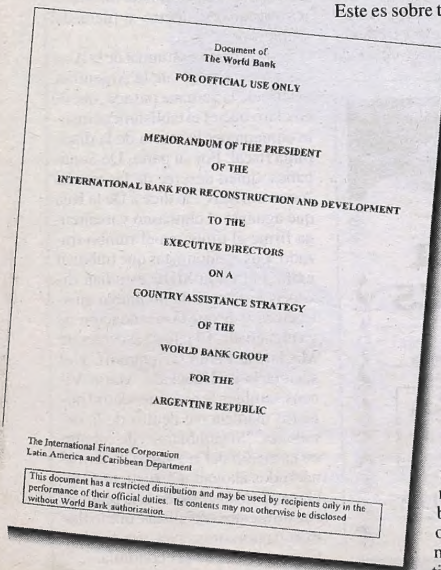 Este es sobre t
Document of
The World Bank
FOR OFFICIAL USE ONLY
MEMORANDUM OF THE PRESIDENT
OF THE
INTERNATIONAL BANK FOR RECONSTRUCTION AND DEVELOPMENT
TO THE
EXECUTIVE DIRECTORS
ON A
COUNTRY ASSISTANCE STRATEGY
OF THE
WORLD BANK GROUP
FOR THE
ARGENTINE REPUBLIC
The International Finance Corporation
Latin America and Caribbean Department
This document has a restricted distribution and may be used by recipients only in the
performance of their official duties. Its contents may not otherwise be disclosed
without World Bank authorization.